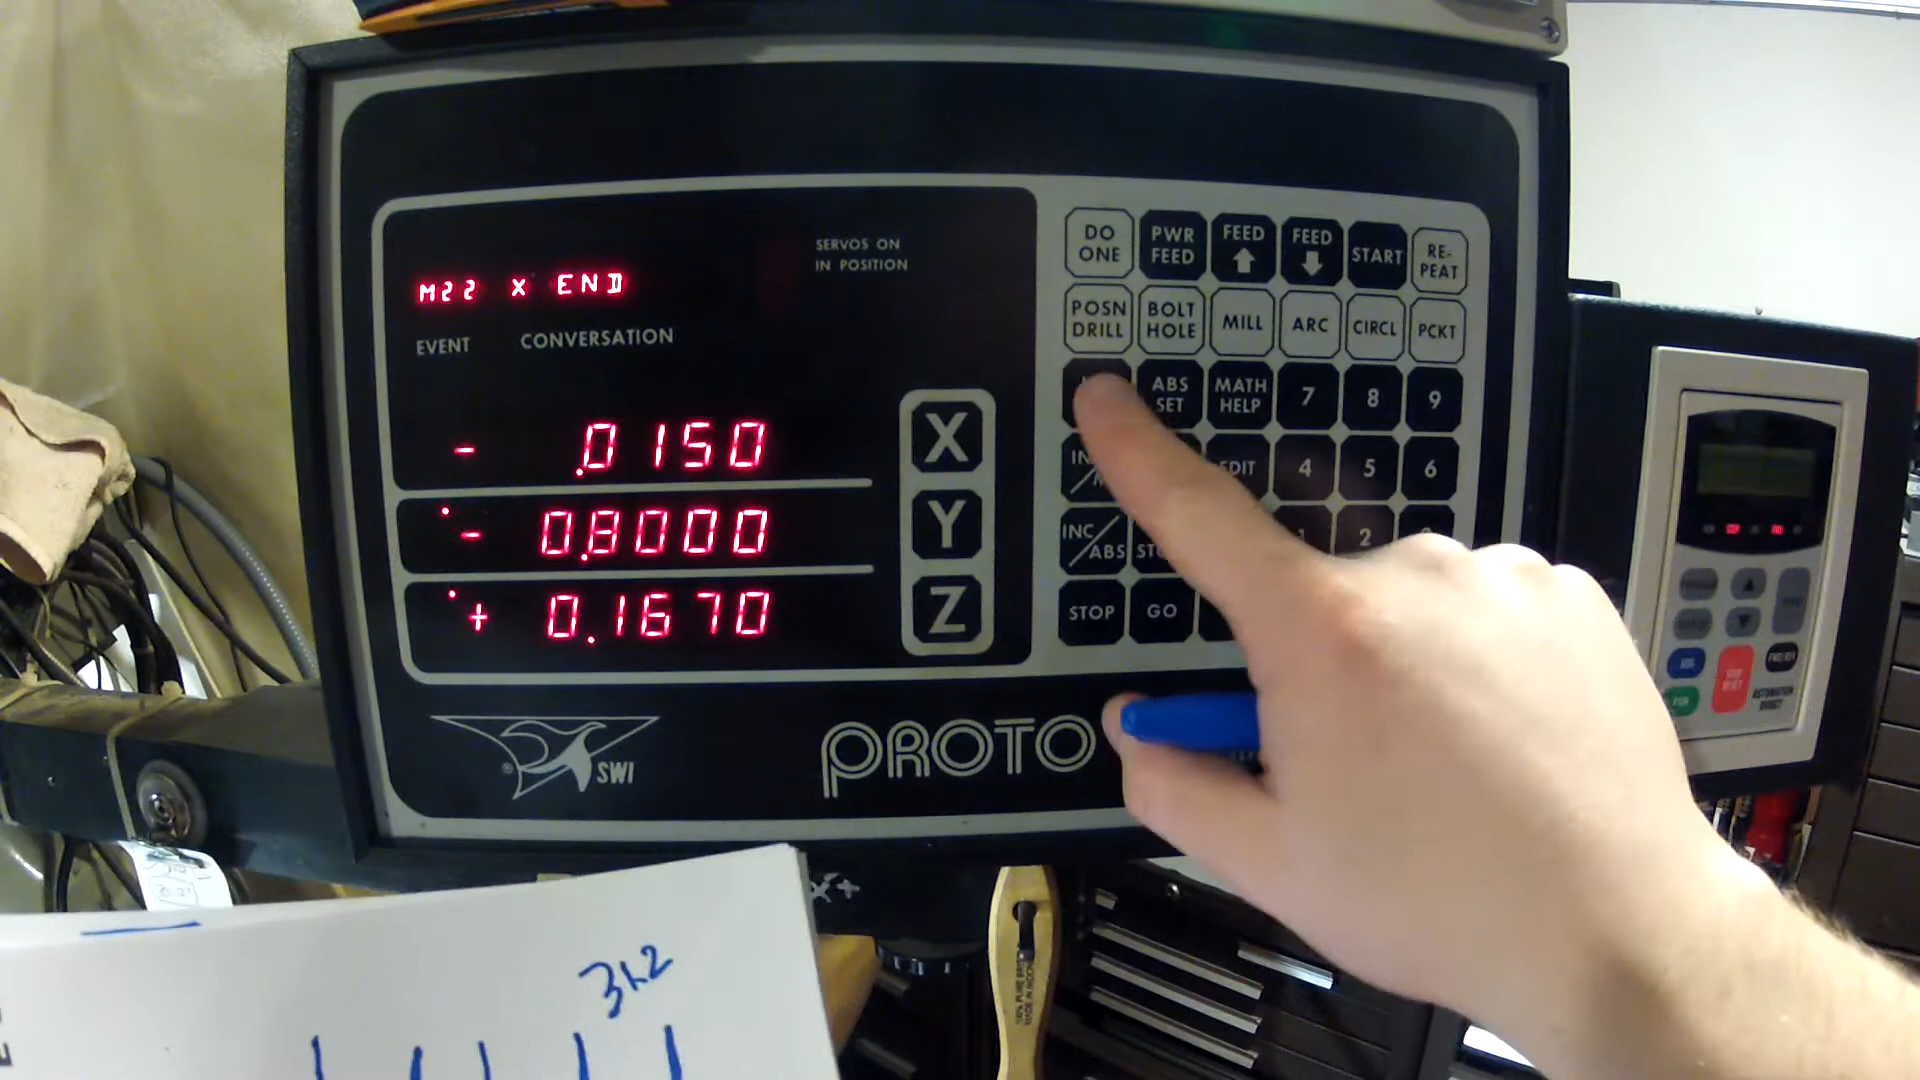 M22 X END
EVENT CONVERSATION
SERVOS ON
IN POSITION
- .0150
- 0.8000
+ 0.1670
X
Y
Z
DO ONE
PWR FEED
FEED
FEED
START
RE-PEAT
POSN DRILL
BOLT HOLE
MILL
ARC
CIRCL
PCKT
ABS SET
MATH HELP
7
8
9
4
5
6
INC/ABS
1
2
STOP
GO
® SWI
PROTO
3h2